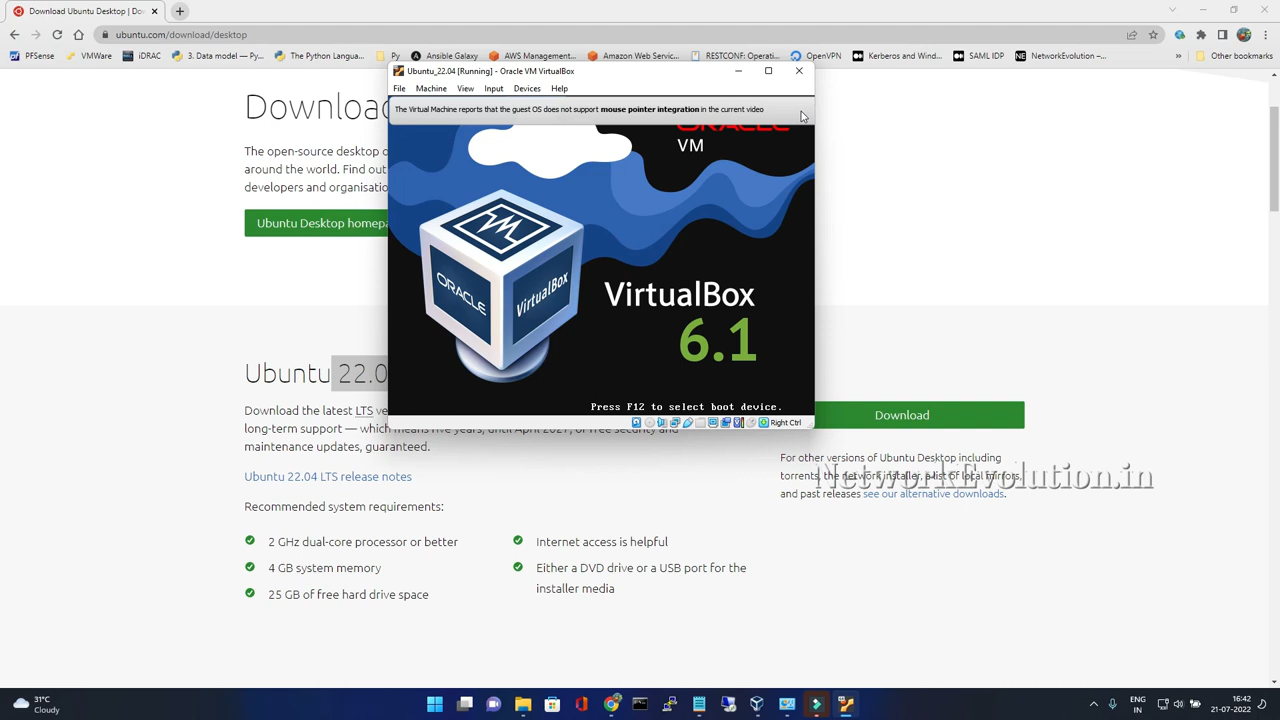 Download Ubuntu Desktop | Do
ubuntu.com/download/desktop
PFSense
VMWare
iDRAC
3. Data model — Py...
The Python Langua...
Py
Ansible Galaxy
AWS Management...
Amazon Web Services
RESTCONF: Operati...
OpenVPN
Kerberos and Wind...
SAML IDP
NetworkEvolution....
»
Other bookmarks
Ubuntu_22.04 [Running] - Oracle VM VirtualBox
File Machine View Input Devices Help
The Virtual Machine reports that the guest OS does not support mouse pointer integration in the current video
ORACLE
VM
ORACLE
VirtualBox
VirtualBox
6.1
Press F12 to select boot device.
Right Ctrl
Download
The open-source desktop o
around the world. Find out
developers and organisatio
Ubuntu Desktop homepa
Ubuntu 22.0
Download the latest LTS ve
long-term support — which means five years, until April 2027, of free security and
maintenance updates, guaranteed.
Ubuntu 22.04 LTS release notes
Recommended system requirements:
2 GHz dual-core processor or better
4 GB system memory
25 GB of free hard drive space
Internet access is helpful
Either a DVD drive or a USB port for the
installer media
Download
For other versions of Ubuntu Desktop including
torrents, the network installer, a list of local mirrors,
and past releases see our alternative downloads.
NetworkEvolution.in
31°C
Cloudy
ENG
IN
16:42
21-07-2022